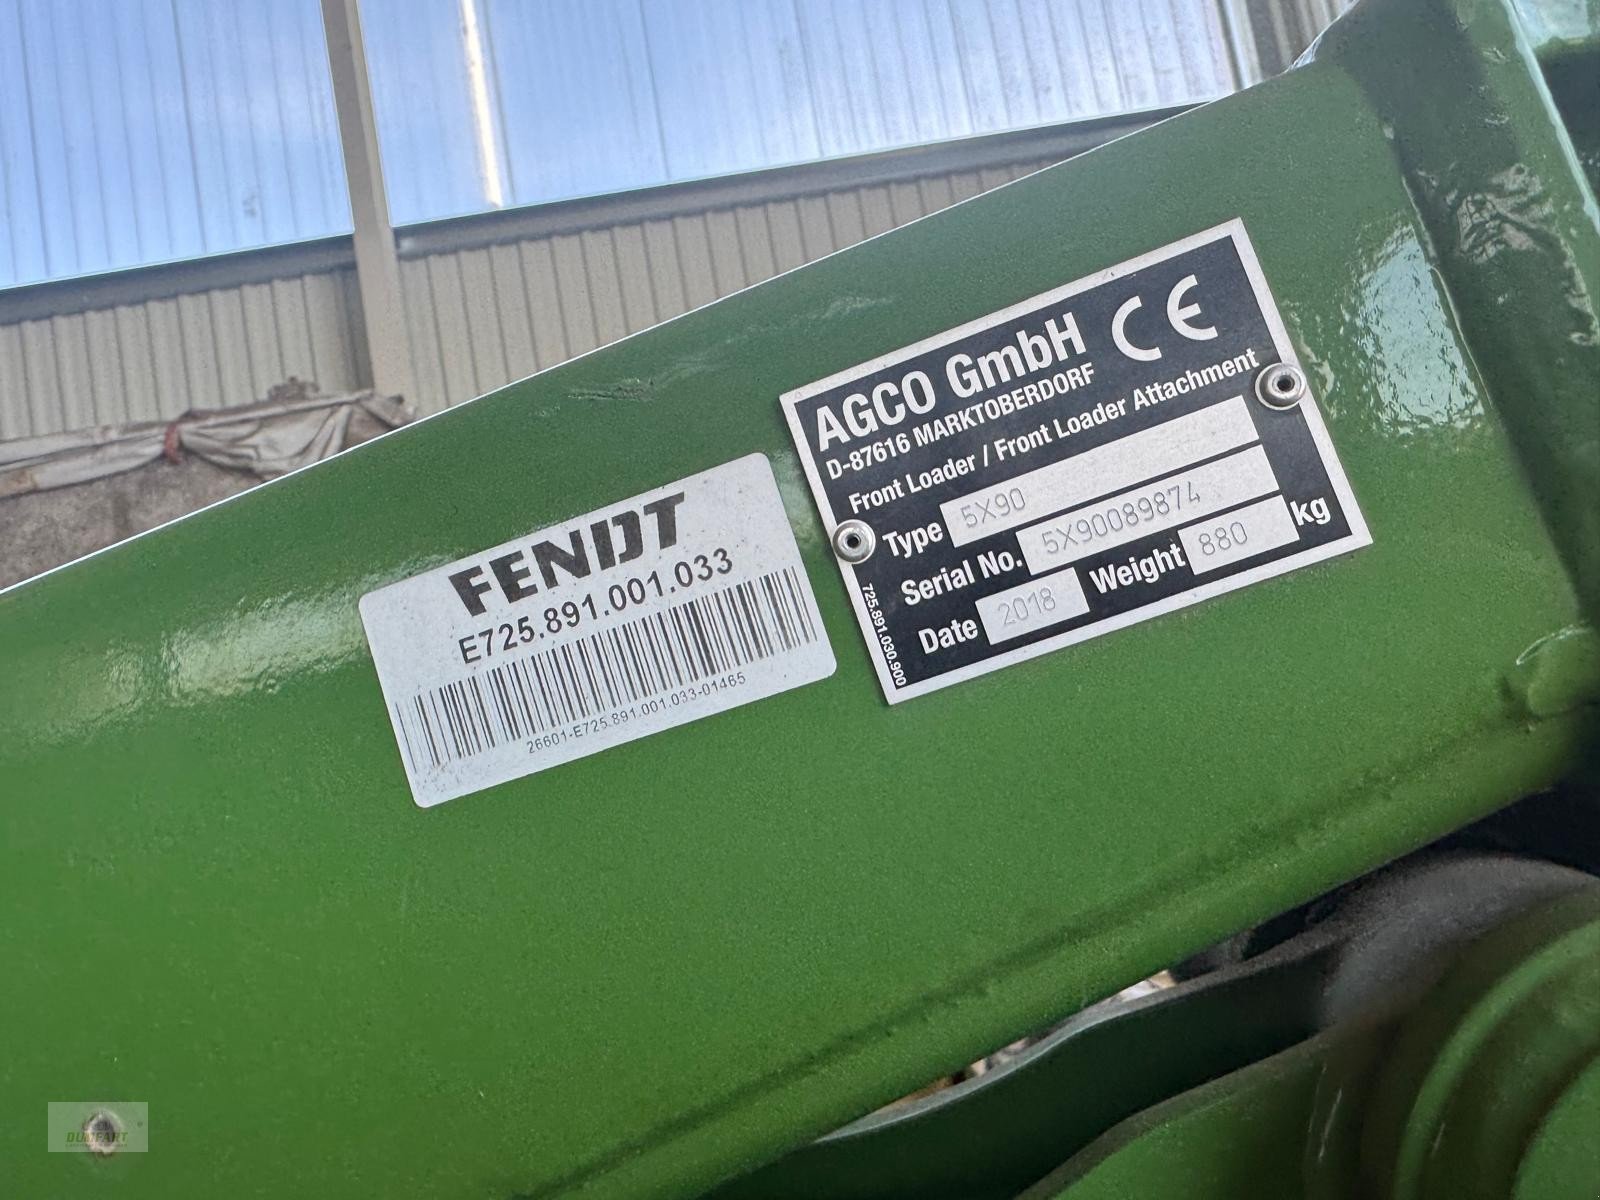 FENDT
E725.891.001.033
26601-E725.891.001.033-01465
AGCO GmbH CE
D-87616 MARKTOBERDORF
Front Loader / Front Loader Attachment
Type 5X90
Serial No. 5X90089874
Date 2018 Weight 880 kg
725.891.030.900
DUMFART